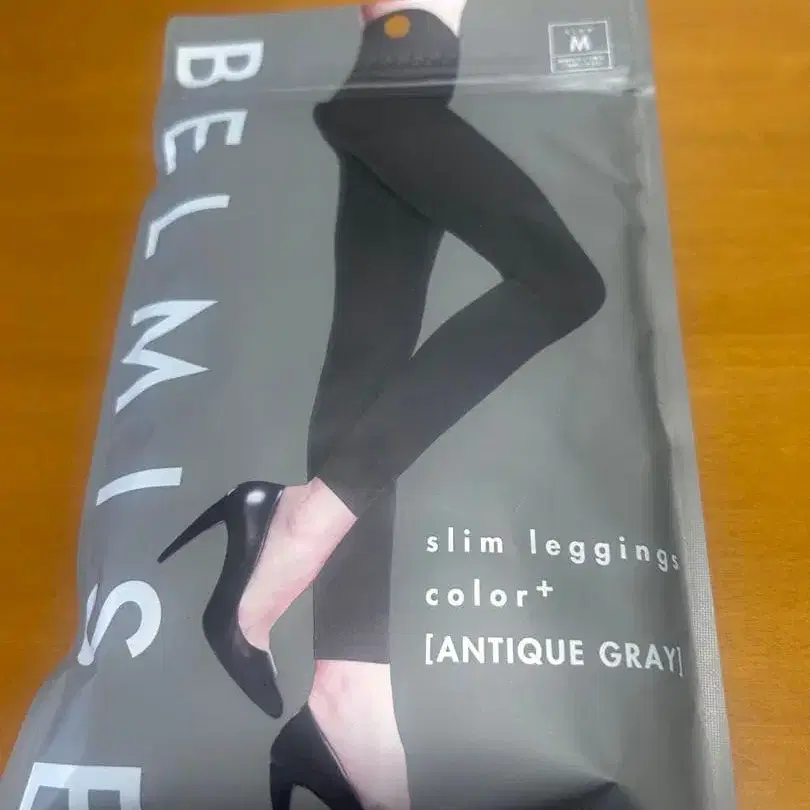 BELMISE
M
slim leggings
color+
[ANTIQUE GRAY]